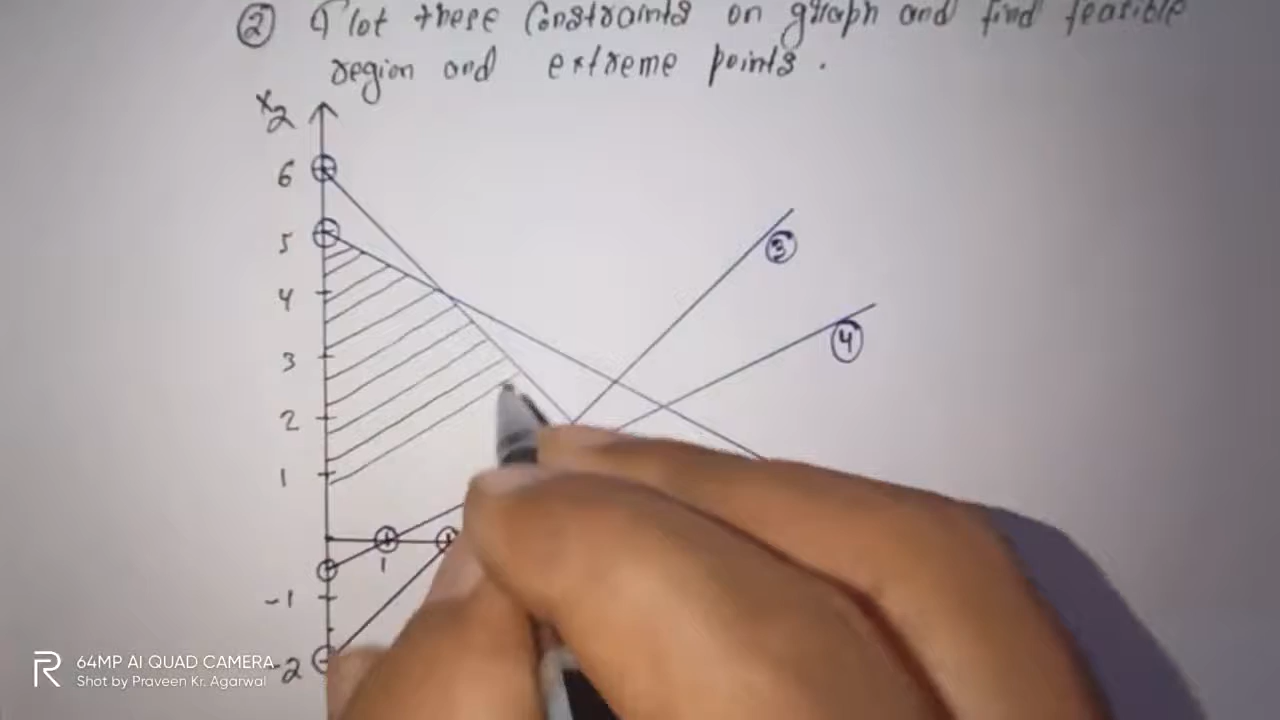 ② Plot these Constraints on graph and find feasible
region and extreme points.
x2
6
5
4
3
2
1
-1
-2
1
③
④
R
64MP AI QUAD CAMERA
Shot by Praveen Kr. Agarwal